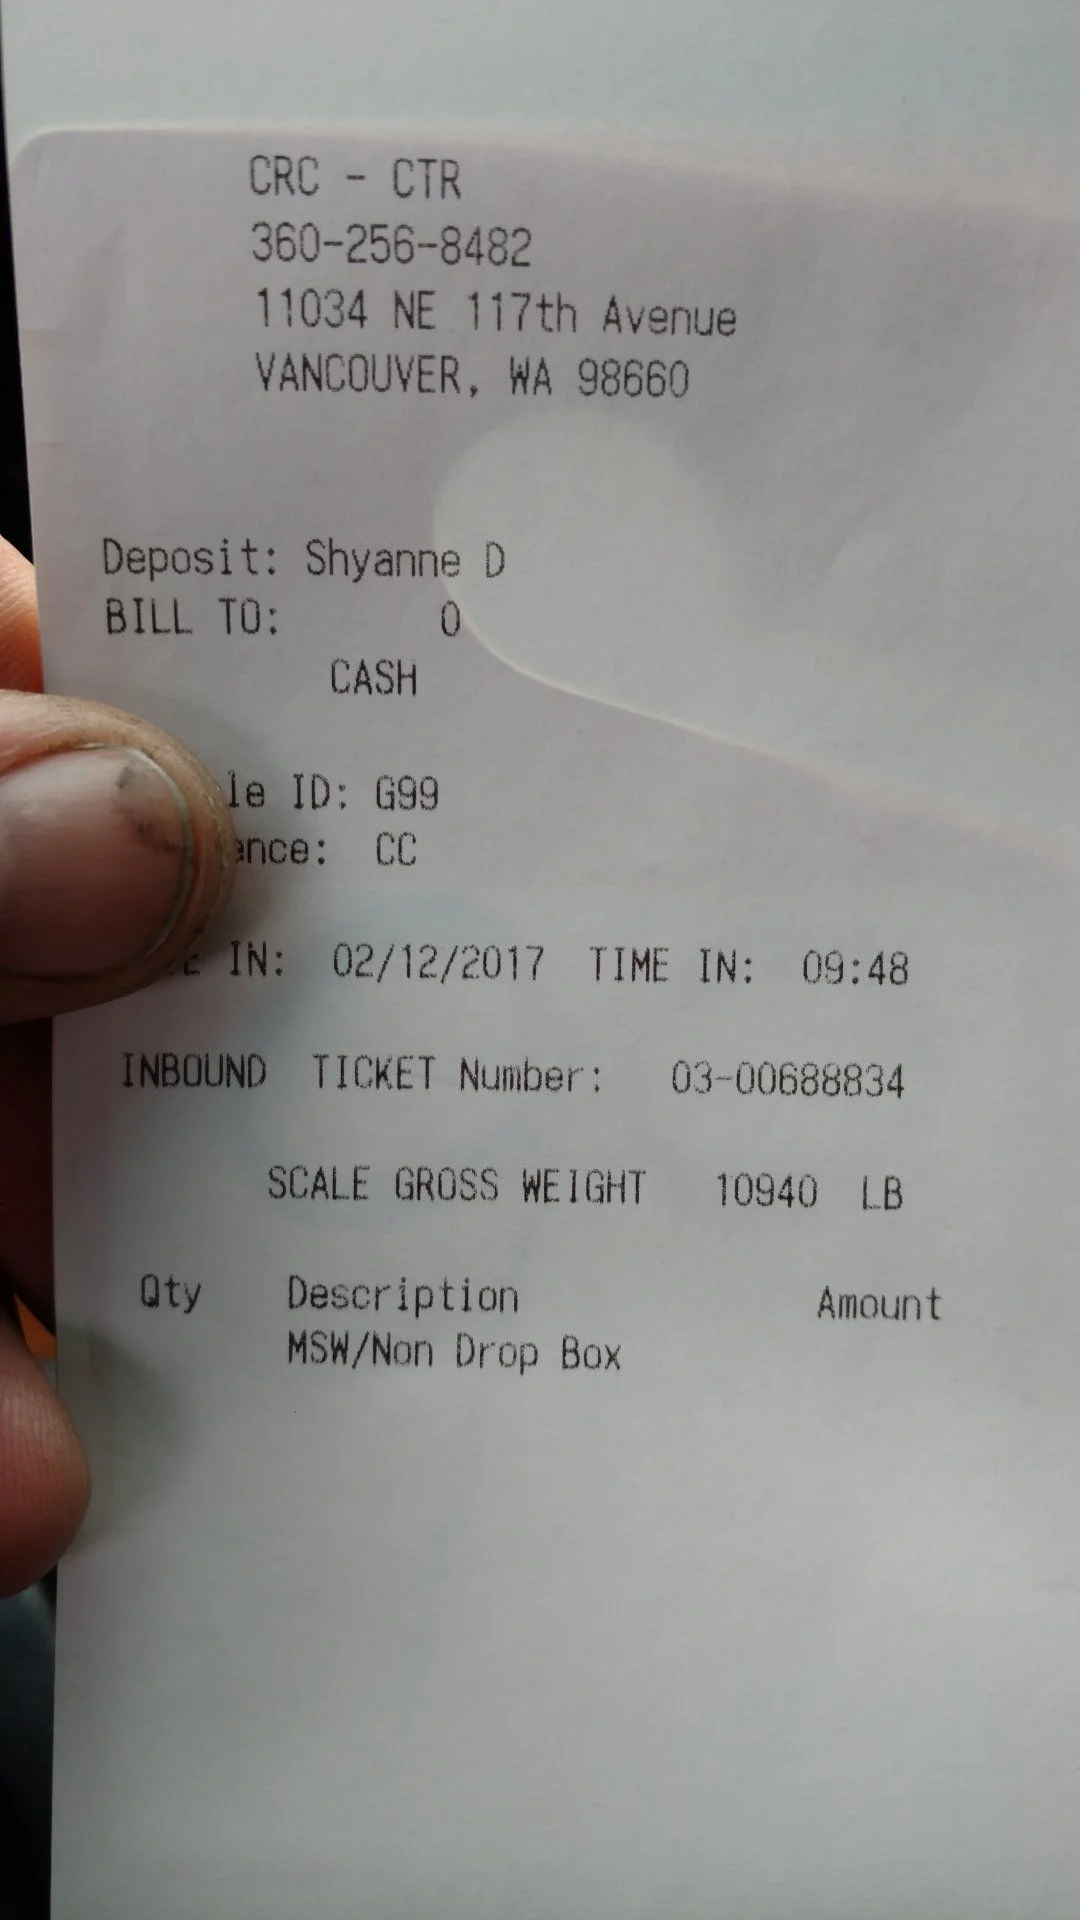 CRC - CTR
360-256-8482
11034 NE 117th Avenue
VANCOUVER, WA 98660
Deposit: Shyanne D
BILL TO: 0
CASH
ID: G99
CC
IN: 02/12/2017 TIME IN: 09:48
INBOUND TICKET Number: 03-00688834
SCALE GROSS WEIGHT 10940 LB
Qty Description Amount
MSW/Non Drop Box